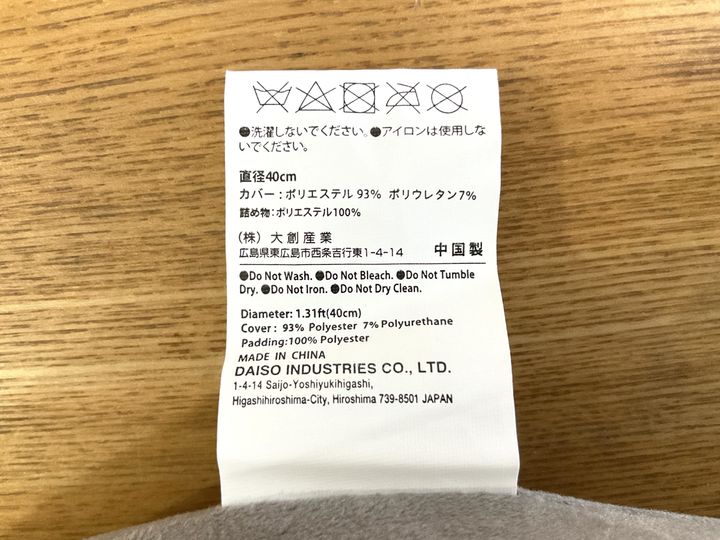 ●洗濯しないでください。●アイロンは使用しな
いでください。
直径40cm
カバー：ポリエステル 93% ポリウレタン7%
詰め物：ポリエステル100%
(株) 大創産業
広島県東広島市西条吉行東1-4-14 中国製
●Do Not Wash. ●Do Not Bleach. ●Do Not Tumble
Dry. ●Do Not Iron. ●Do Not Dry Clean.
Diameter: 1.31ft(40cm)
Cover: 93% Polyester 7% Polyurethane
Padding:100% Polyester
MADE IN CHINA
DAISO INDUSTRIES CO., LTD.
1-4-14 Saijo-Yoshiyukihigashi,
Higashihiroshima-City, Hiroshima 739-8501 JAPAN